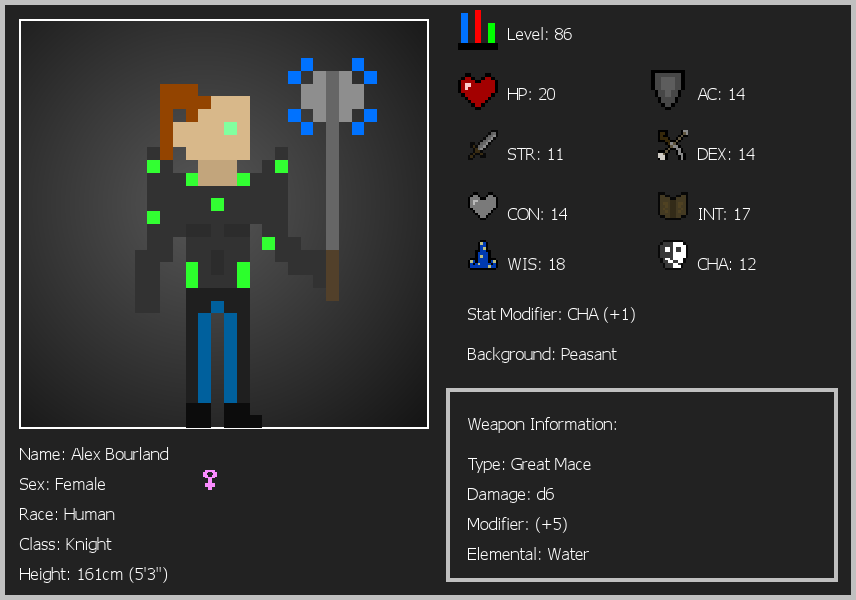 Level: 86
HP: 20
AC: 14
STR: 11
DEX: 14
CON: 14
INT: 17
WIS: 18
CHA: 12
Stat Modifier: CHA (+1)
Background: Peasant
Weapon Information:
Type: Great Mace
Damage: d6
Modifier: (+5)
Elemental: Water
Name: Alex Bourland
Sex: Female
Race: Human
Class: Knight
Height: 161cm (5'3")